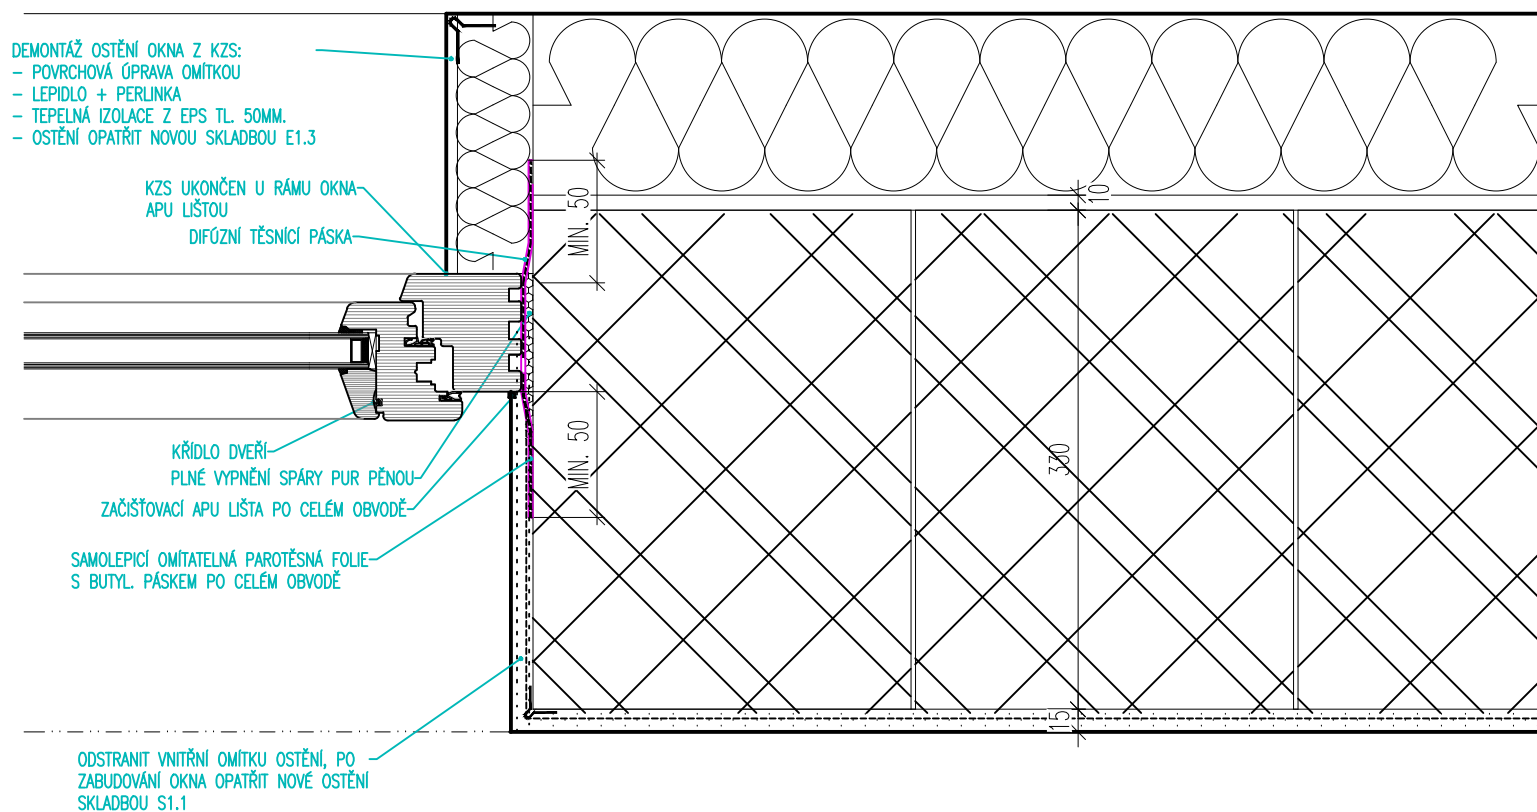 DEMONTÁŽ OSTĚNÍ OKNA Z KZS:
– POVRCHOVÁ ÚPRAVA OMÍTKOU
– LEPIDLO + PERLINKA
– TEPELNÁ IZOLACE Z EPS TL. 50MM.
– OSTĚNÍ OPATŘIT NOVOU SKLADBOU E1.3
KZS UKONČEN U RÁMU OKNA
APU LIŠTOU
DIFÚZNÍ TĚSNÍCÍ PÁSKA
MIN. 50
10
330
MIN. 50
15
KŘÍDLO DVEŘÍ
PLNÉ VYPNĚNÍ SPÁRY PUR PĚNOU
ZAČIŠŤOVACÍ APU LIŠTA PO CELÉM OBVODĚ
SAMOLEPICÍ OMÍTATELNÁ PAROTĚSNÁ FOLIE
S BUTYL. PÁSKEM PO CELÉM OBVODĚ
ODSTRANIT VNITŘNÍ OMÍTKU OSTĚNÍ, PO
ZABUDOVÁNÍ OKNA OPATŘIT NOVÉ OSTĚNÍ
SKLADBOU S1.1